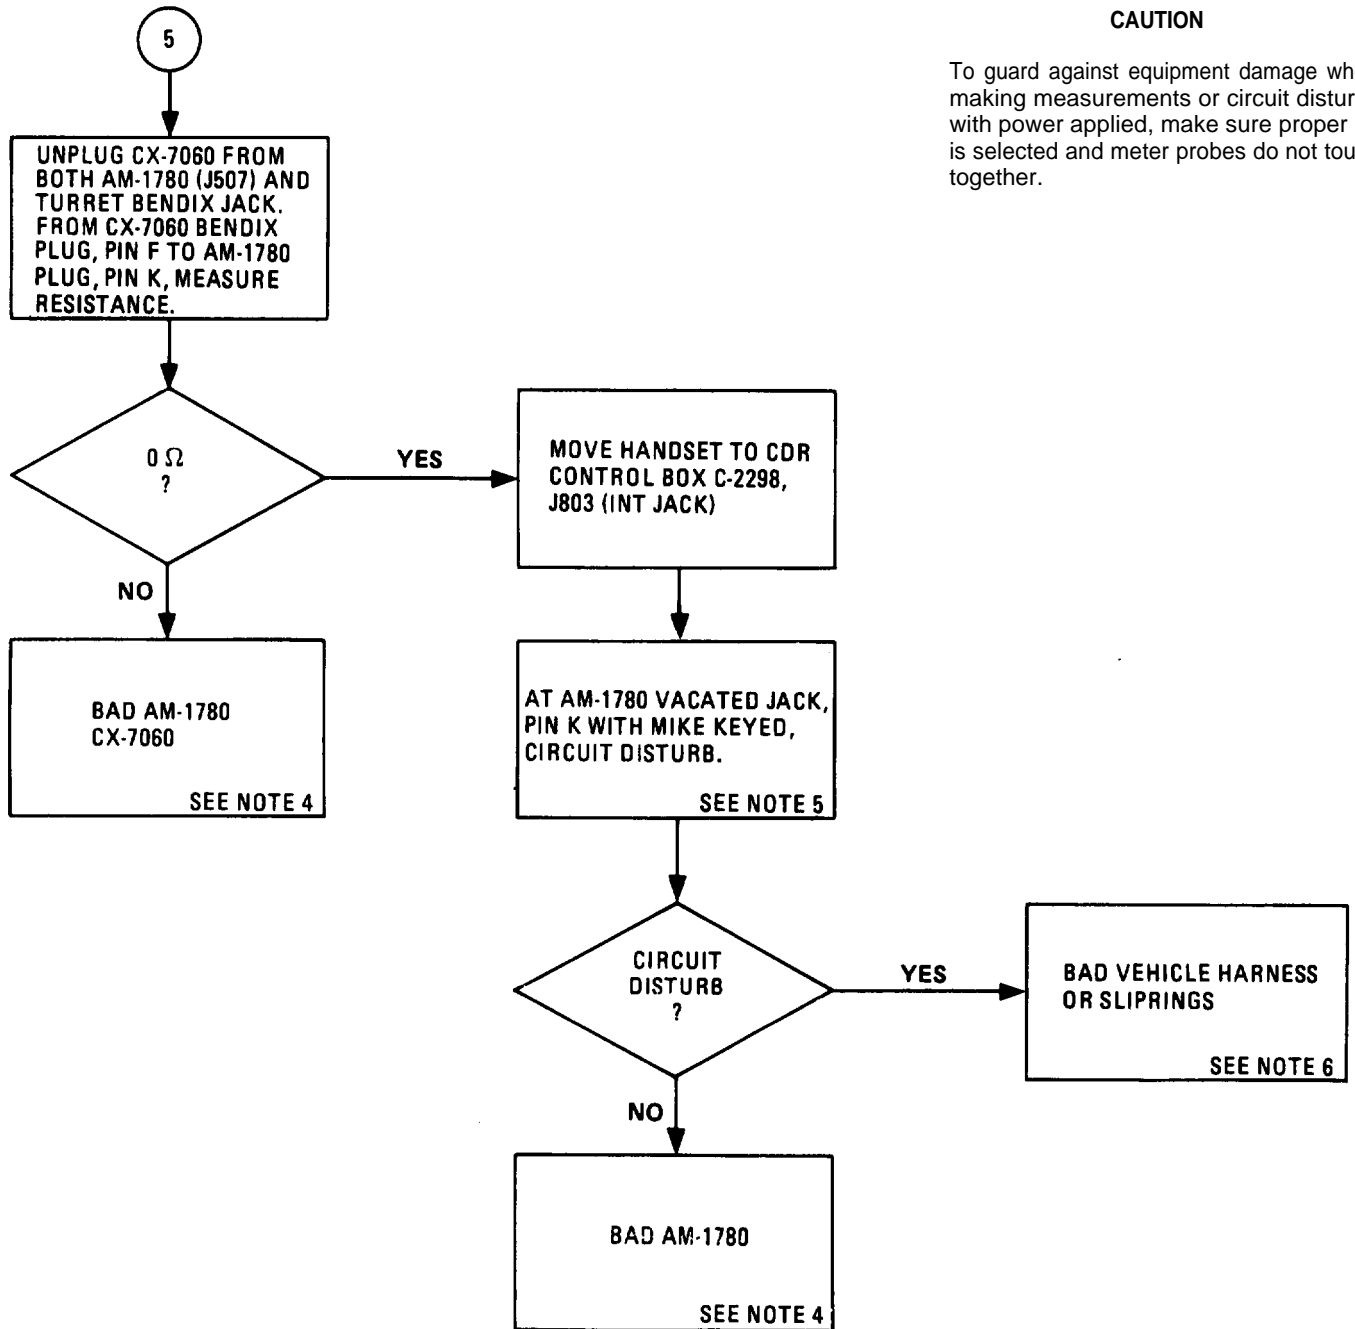 5
CAUTION
To guard against equipment damage wh
making measurements or circuit distur
with power applied, make sure proper
is selected and meter probes do not tou
together.
UNPLUG CX-7060 FROM
BOTH AM-1780 (J507) AND
TURRET BENDIX JACK.
FROM CX-7060 BENDIX
PLUG, PIN F TO AM-1780
PLUG, PIN K, MEASURE
RESISTANCE.
0 Ω
?
YES
MOVE HANDSET TO CDR
CONTROL BOX C-2298,
J803 (INT JACK)
NO
BAD AM-1780
CX-7060
SEE NOTE 4
AT AM-1780 VACATED JACK,
PIN K WITH MIKE KEYED,
CIRCUIT DISTURB.
SEE NOTE 5
CIRCUIT
DISTURB
?
YES
BAD VEHICLE HARNESS
OR SLIPRINGS
SEE NOTE 6
NO
BAD AM-1780
SEE NOTE 4